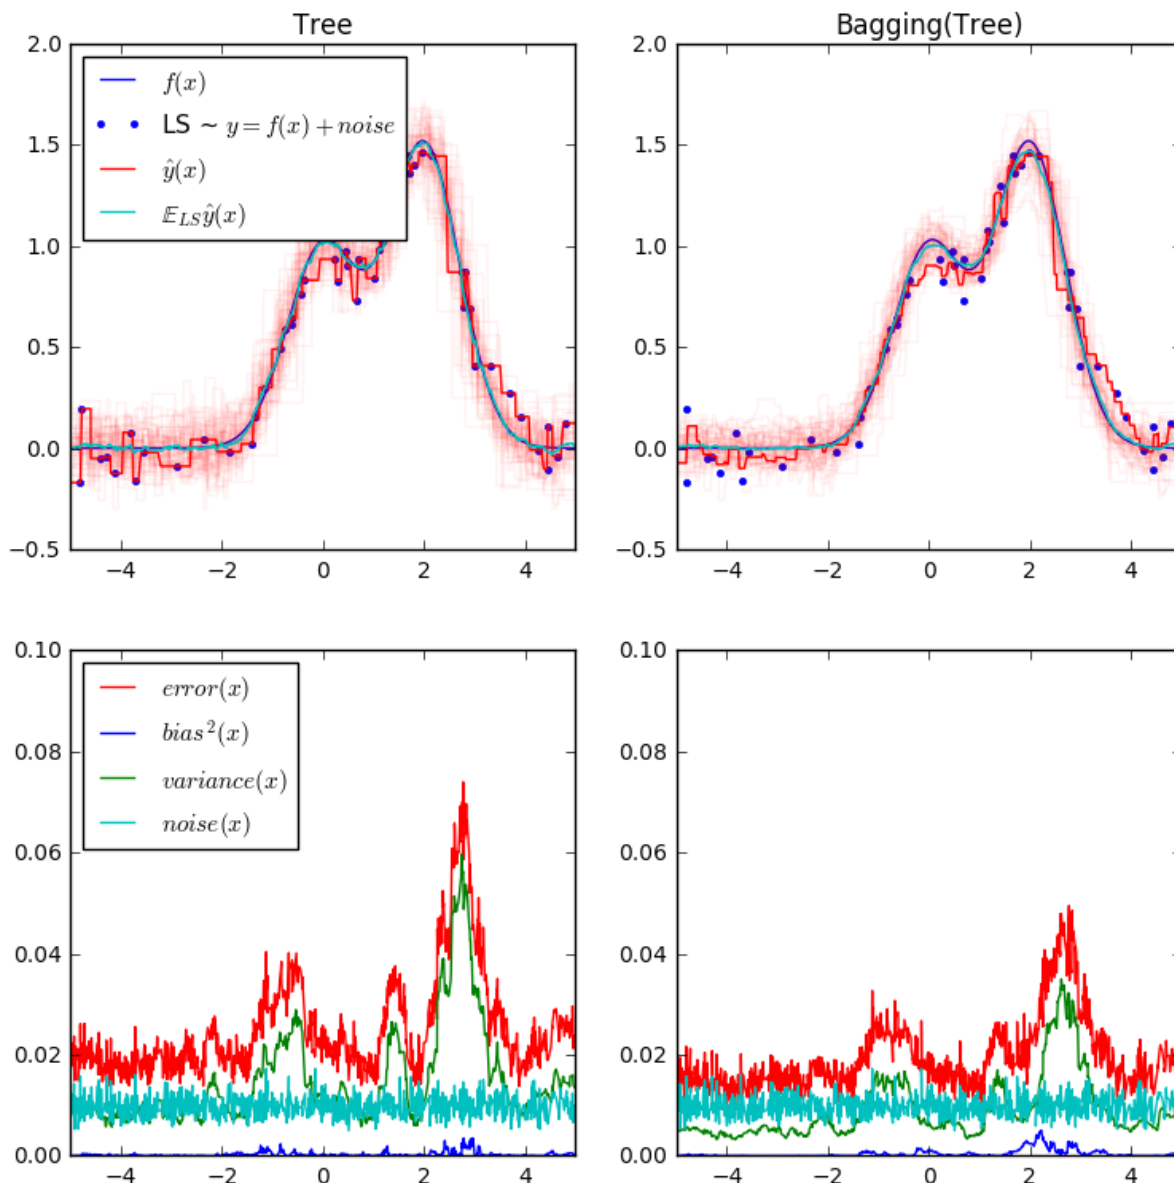 Tree
2.0
f(x)
LS ~ y = f(x) + noise
ŷ(x)
𝔼_{LS} ŷ(x)
1.5
1.0
0.5
0.0
−0.5
−4 −2 0 2 4
Bagging(Tree)
2.0
1.5
1.0
0.5
0.0
−0.5
−4 −2 0 2 4
0.10
error(x)
bias²(x)
variance(x)
noise(x)
0.08
0.06
0.04
0.02
0.00
−4 −2 0 2 4
0.10
0.08
0.06
0.04
0.02
0.00
−4 −2 0 2 4